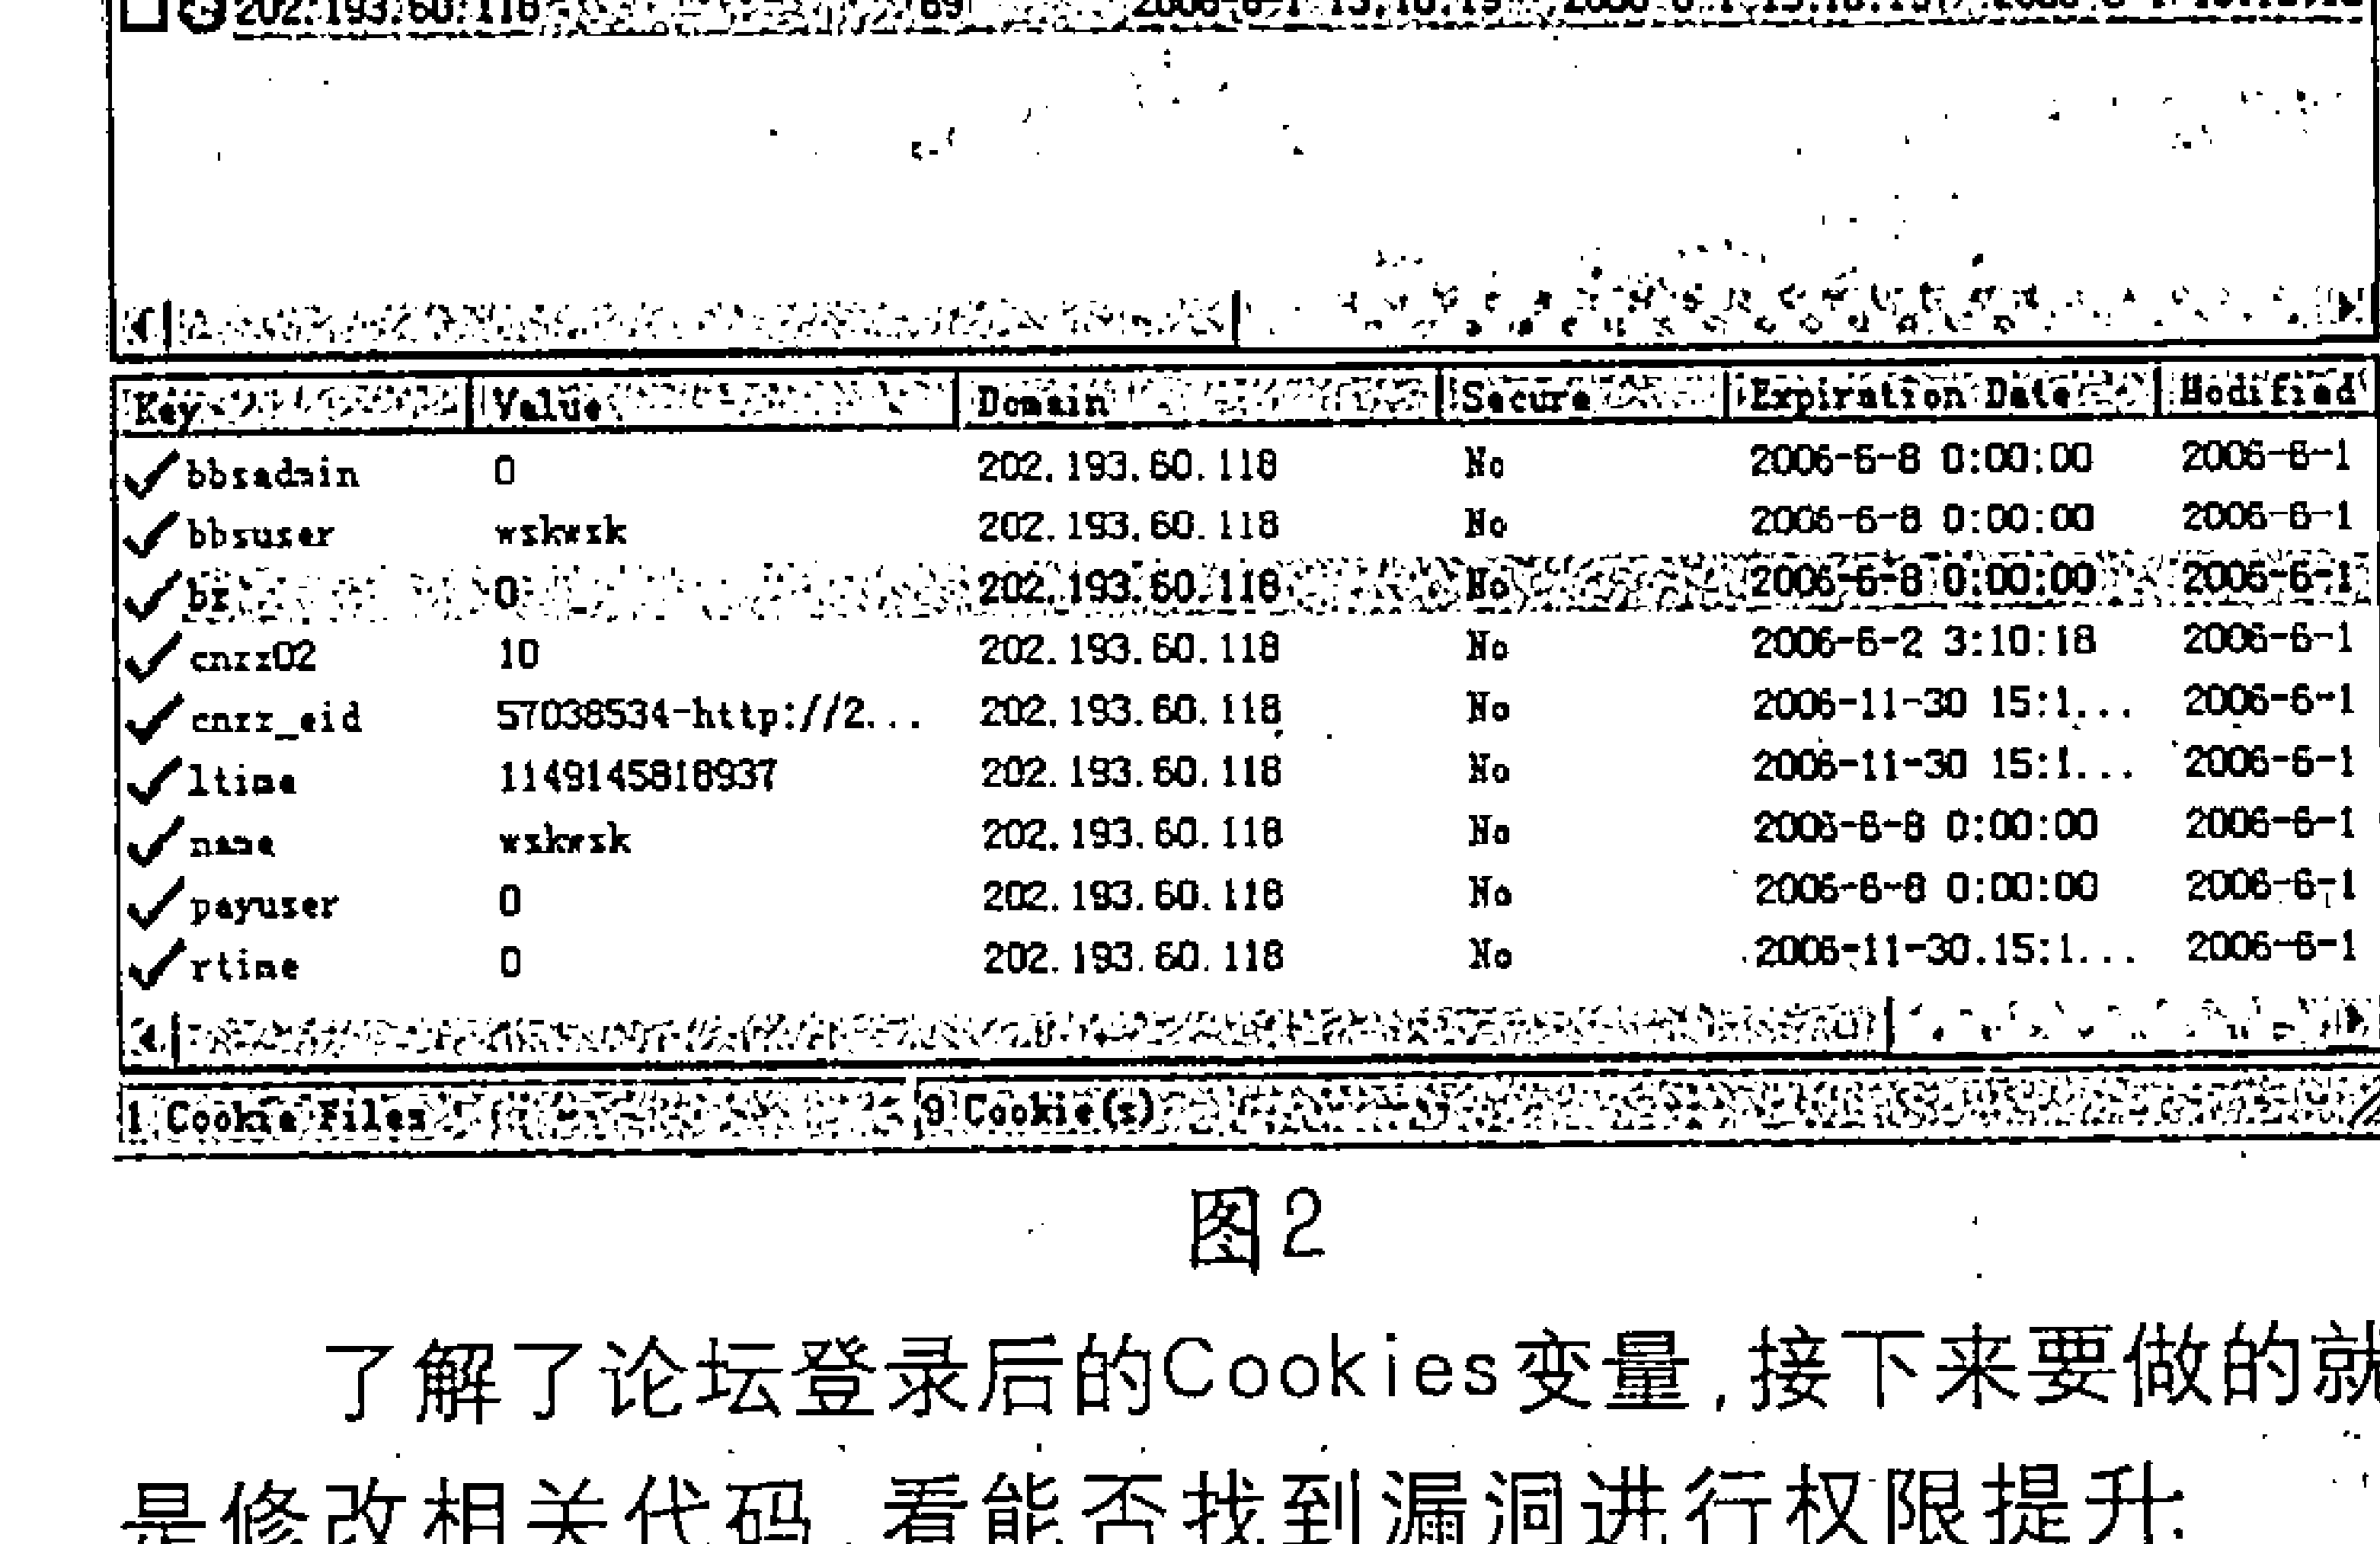 202.193.60.118 69
Key Value Domain Secure Expiration Date Modified
bbsadmin 0 202.193.60.118 No 2006-6-8 0:00:00 2006-6-1
bbsuser wskwsk 202.193.60.118 No 2006-6-8 0:00:00 2006-6-1
bz 0 202.193.60.118 No 2006-6-8 0:00:00 2006-6-1
cnzz02 10 202.193.60.118 No 2006-6-2 3:10:18 2006-6-1
cnzz_eid 57038534-http://2... 202.193.60.118 No 2006-11-30 15:1... 2006-6-1
ltime 1149145818937 202.193.60.118 No 2006-11-30 15:1... 2006-6-1
name wskwsk 202.193.60.118 No 2006-6-8 0:00:00 2006-6-1
payuser 0 202.193.60.118 No 2006-6-8 0:00:00 2006-6-1
rtime 0 202.193.60.118 No 2006-11-30 15:1... 2006-6-1
1 Cookie Files 9 Cookie(s)
图2
了解了论坛登录后的Cookies变量,接下来要做的就
是修改相关代码,看能否找到漏洞进行权限提升